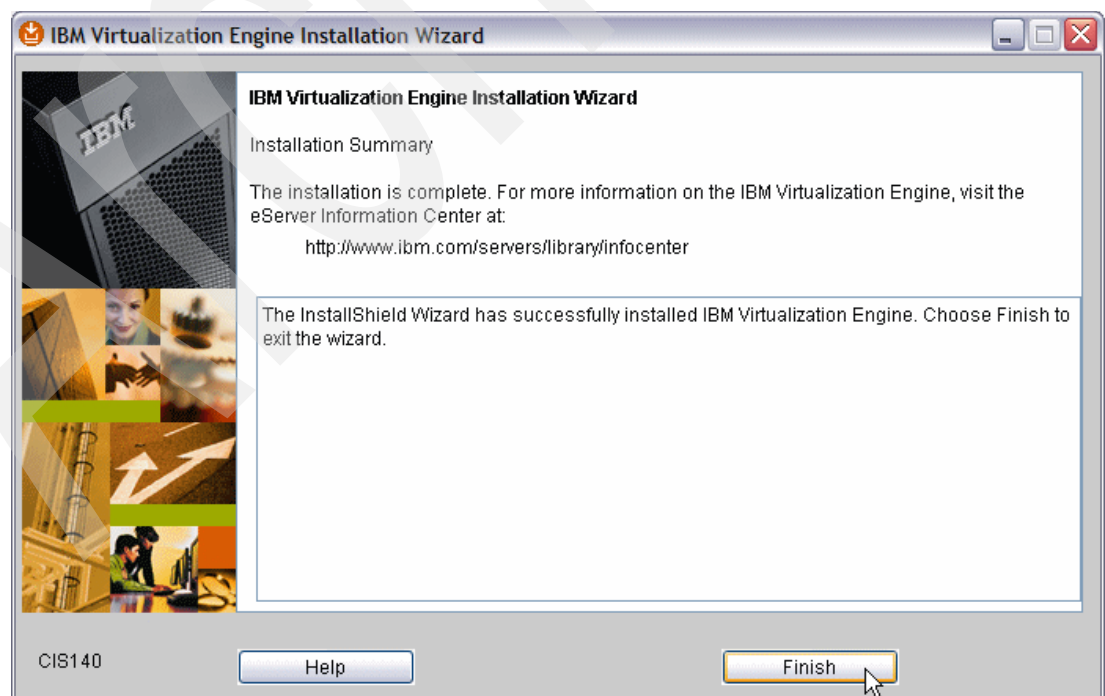 IBM Virtualization Engine Installation Wizard
IBM
IBM Virtualization Engine Installation Wizard
Installation Summary
The installation is complete. For more information on the IBM Virtualization Engine, visit the
eServer Information Center at:
http://www.ibm.com/servers/library/infocenter
The InstallShield Wizard has successfully installed IBM Virtualization Engine. Choose Finish to
exit the wizard.
CIS140
Help
Finish